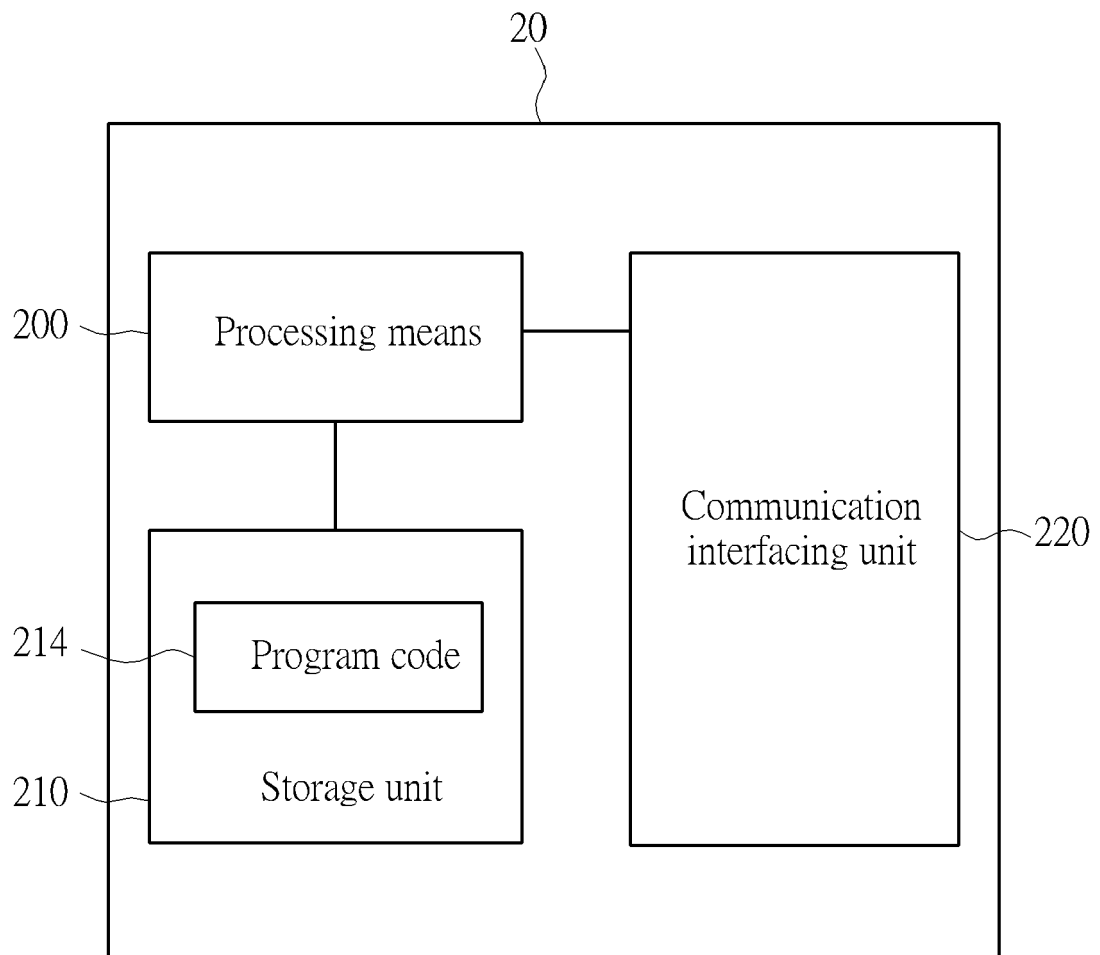 20
200
Processing means
Communication
interfacing unit
220
214
Program code
210
Storage unit